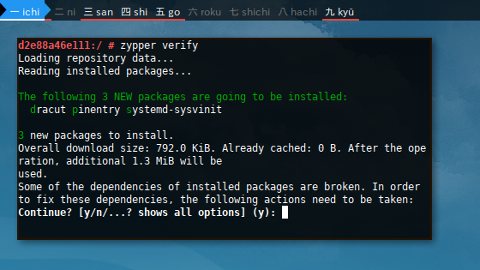 一 ichi 二 ni 三 san 四 shi 五 go 六 roku 七 shichi 八 hachi 九 kyū
d2e88a46e111:/ # zypper verify
Loading repository data...
Reading installed packages...
The following 3 NEW packages are going to be installed:
dracut pinentry systemd-sysvinit
3 new packages to install.
Overall download size: 792.0 KiB. Already cached: 0 B. After the ope
ration, additional 1.3 MiB will be
used.
Some of the dependencies of installed packages are broken. In order
to fix these dependencies, the following actions need to be taken:
Continue? [y/n/...? shows all options] (y):